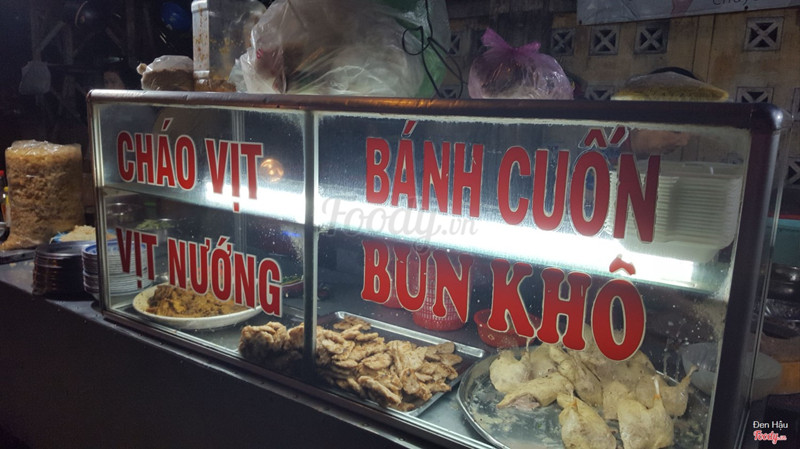 CHÁO VỊT
VỊT NƯỚNG
BÁNH CUỐN
BÚN KHÔ
Foody.vn
Đen Hậu
Foody.vn